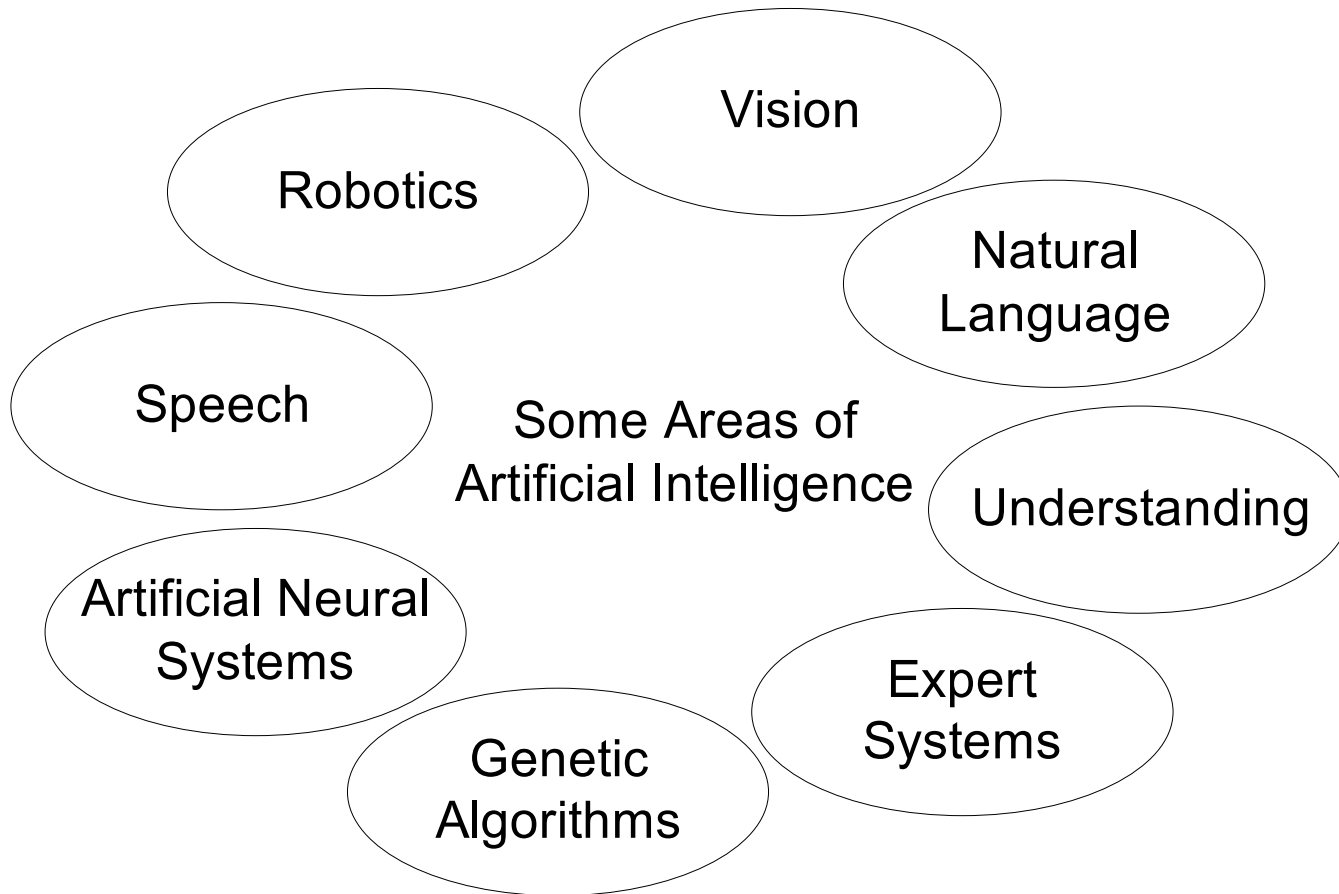 Vision
Robotics
Natural
Language
Speech
Some Areas of
Artificial Intelligence
Understanding
Artificial Neural
Systems
Expert
Systems
Genetic
Algorithms